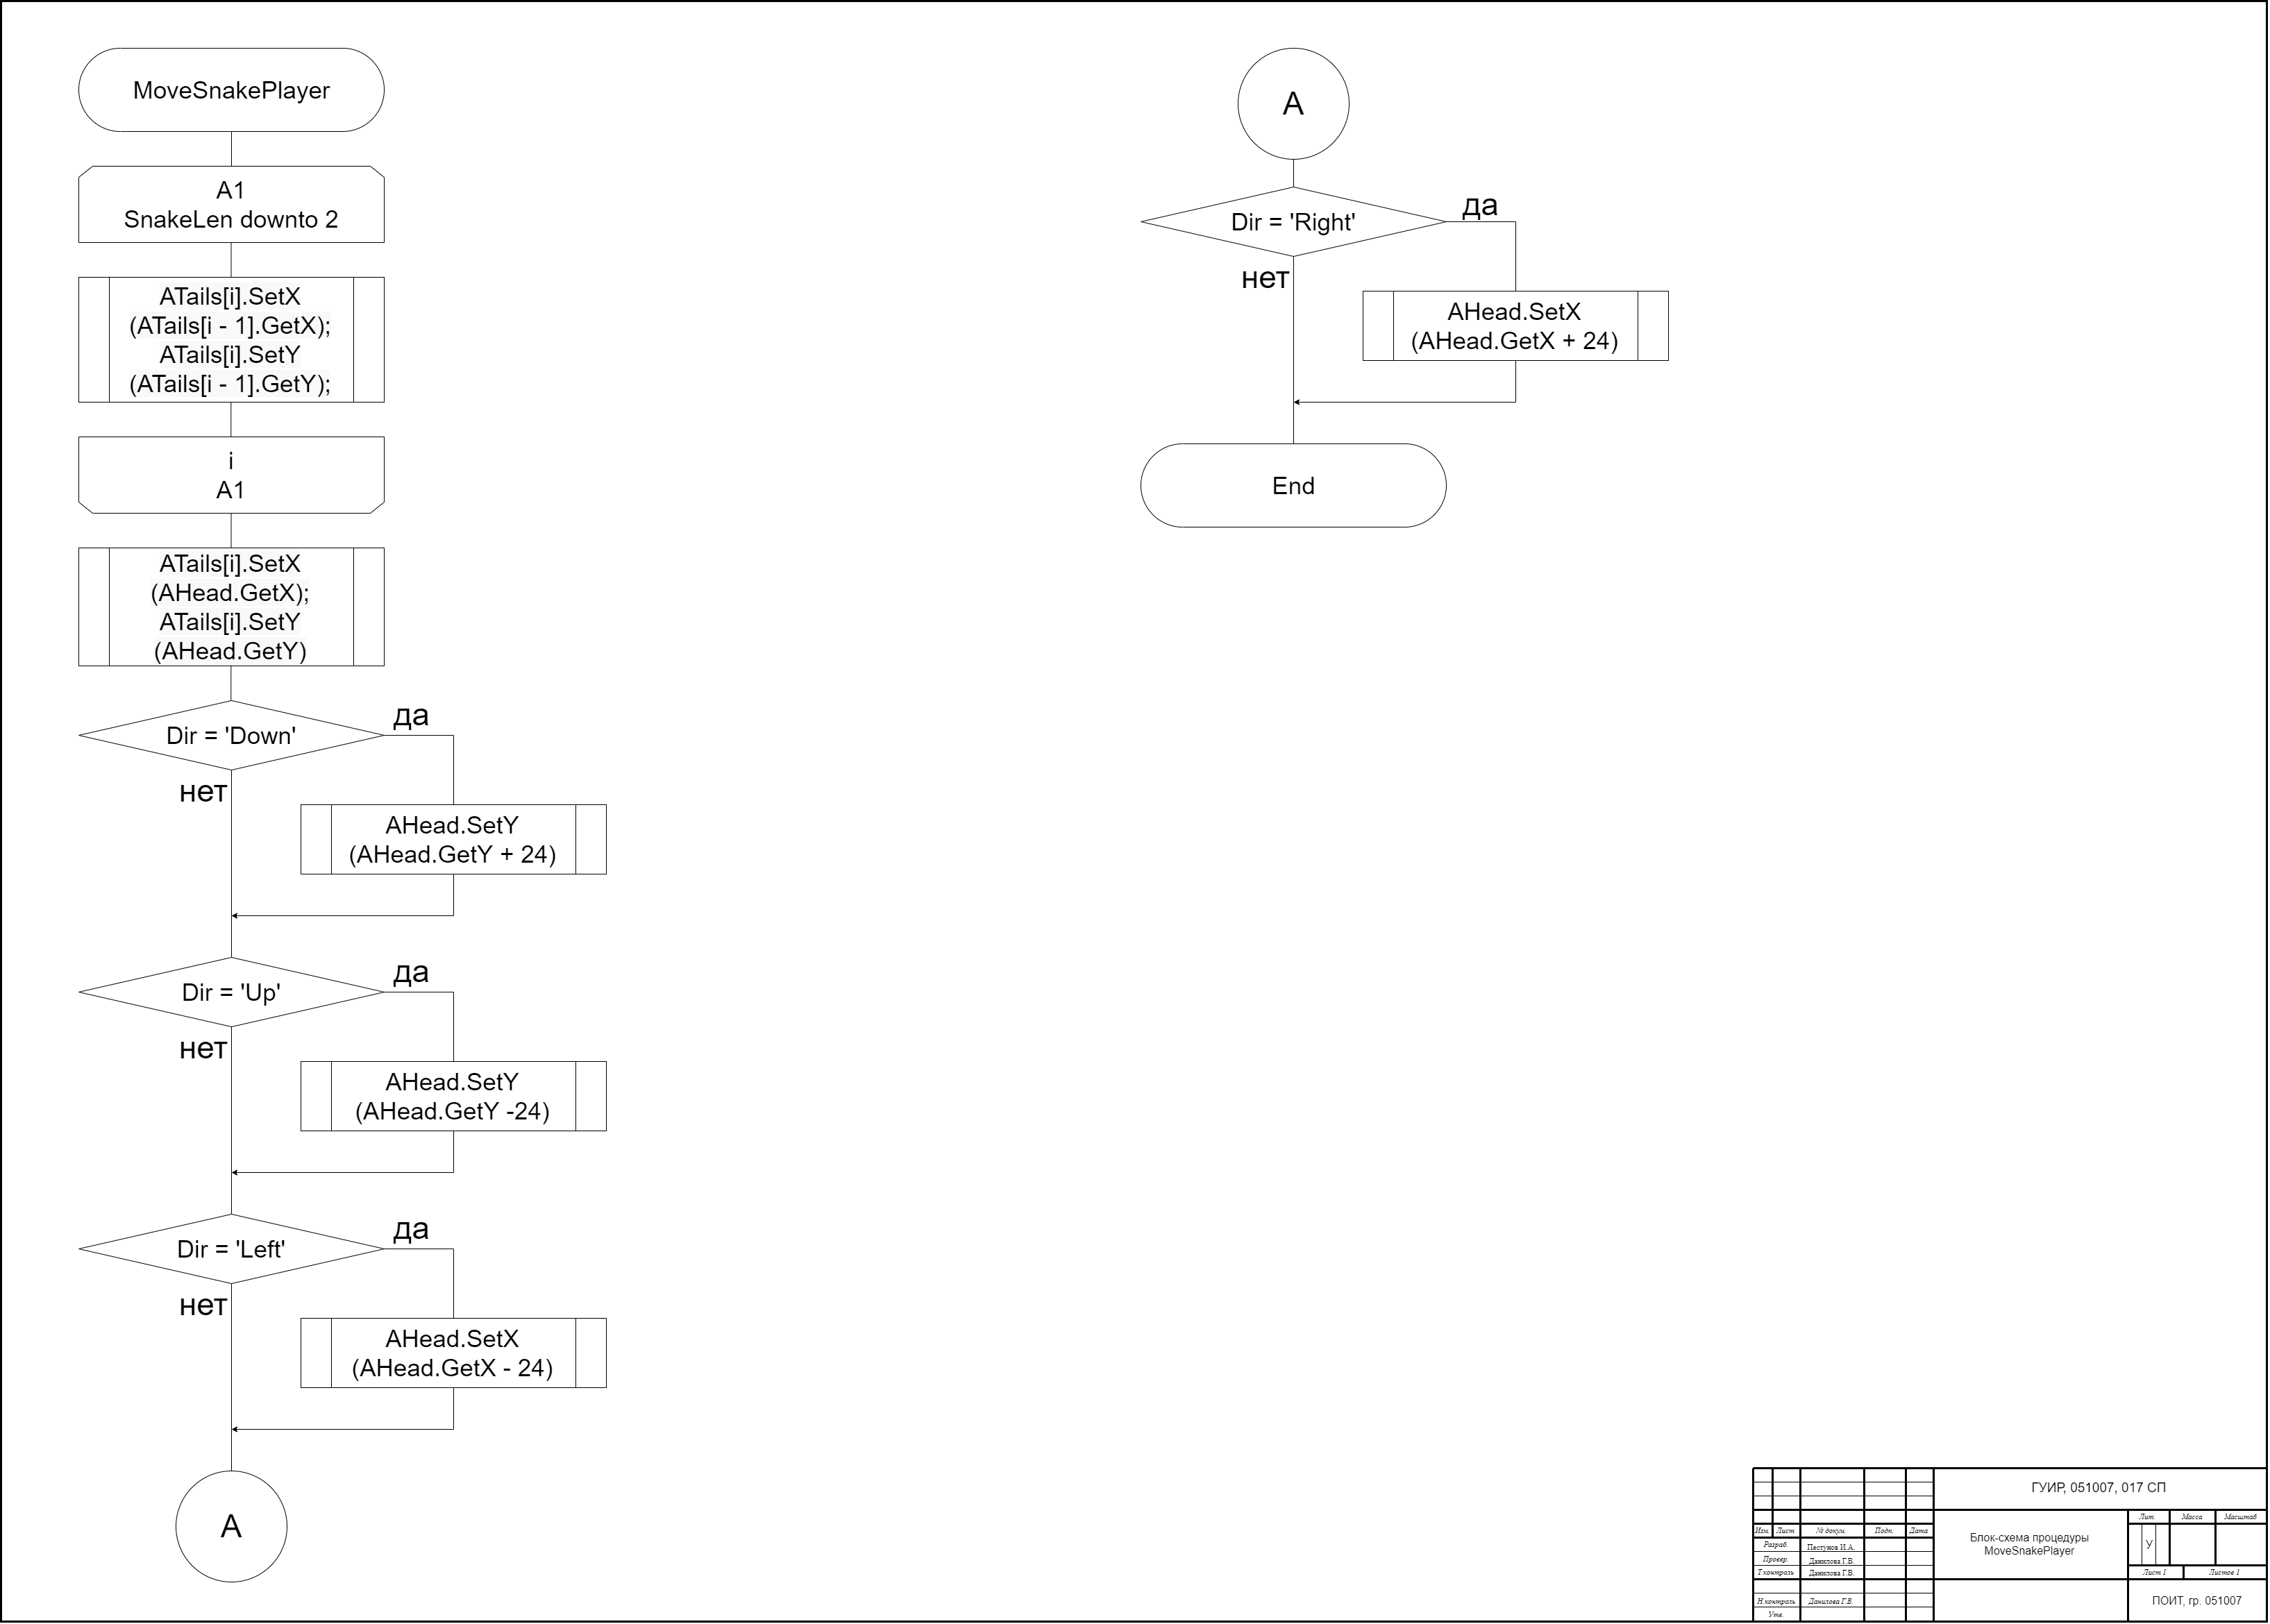 MoveSnakePlayer
A1
SnakeLen downto 2
ATails[i].SetX
(ATails[i - 1].GetX);
ATails[i].SetY
(ATails[i - 1].GetY);
i
A1
ATails[i].SetX
(AHead.GetX);
ATails[i].SetY
(AHead.GetY)
Dir = 'Down'
да
нет
AHead.SetY
(AHead.GetY + 24)
Dir = 'Up'
да
нет
AHead.SetY
(AHead.GetY -24)
Dir = 'Left'
да
нет
AHead.SetX
(AHead.GetX - 24)
A
A
Dir = 'Right'
да
нет
AHead.SetX
(AHead.GetX + 24)
End
ГУИР, 051007, 017 СП
Изм. Лист № докум. Подп. Дата
Разраб. Пестунов И.А.
Провер. Данилова Г.В.
Т.контроль Данилова Г.В.
Н.контроль Данилова Г.В.
Утв.
Блок-схема процедуры
MoveSnakePlayer
Лит. Масса Масштаб
У
Лист 1 Листов 1
ПОИТ, гр. 051007